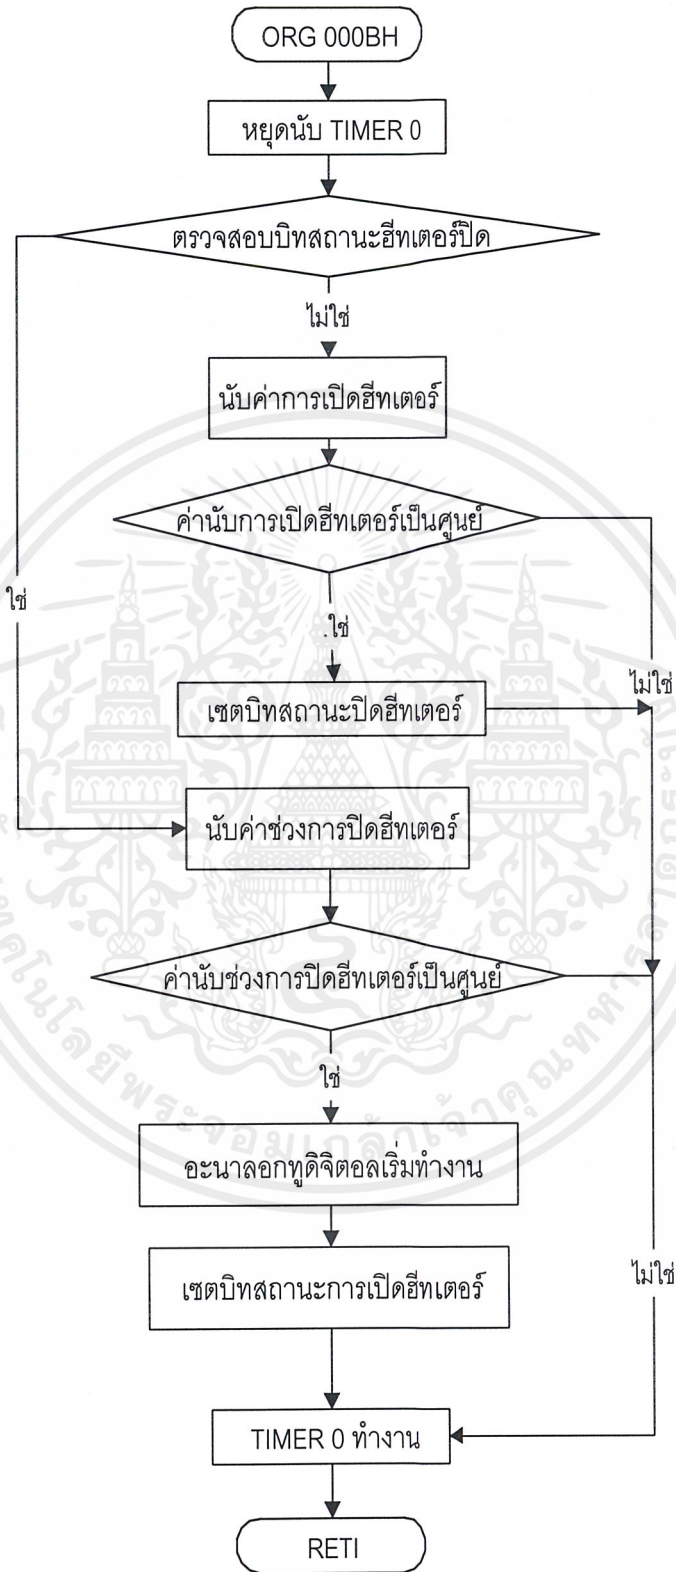 ORG 000BH
หยุดนับ TIMER 0
ตรวจสอบบิทสถานะฮีทเตอร์ปิด
ไม่ใช่
นับค่าการเปิดฮีทเตอร์
ค่านับการเปิดฮีทเตอร์เป็นศูนย์
ใช่
.ใช่
ไม่ใช่
เซตบิทสถานะปิดฮีทเตอร์
นับค่าช่วงการปิดฮีทเตอร์
ค่านับช่วงการปิดฮีทเตอร์เป็นศูนย์
ใช่
อะนาลอกทูดิจิตอลเริ่มทำงาน
เซตบิทสถานะการเปิดฮีทเตอร์
ไม่ใช่
TIMER 0 ทำงาน
RETI